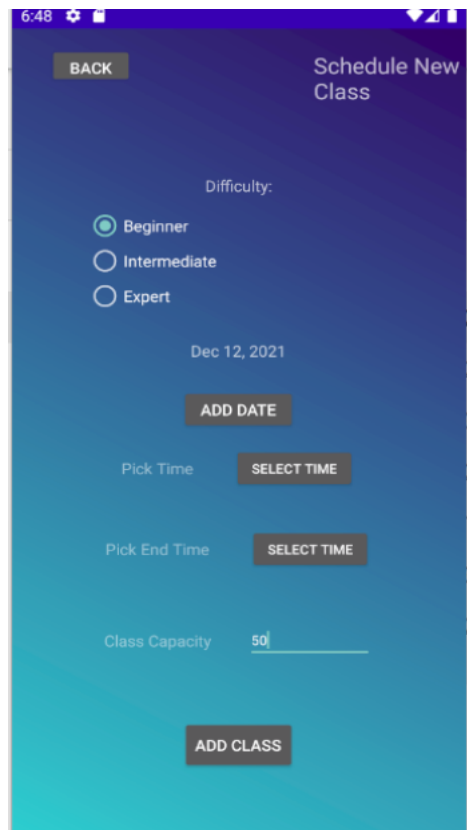 6:48
BACK
Schedule New
Class
Difficulty:
Beginner
Intermediate
Expert
Dec 12, 2021
ADD DATE
Pick Time SELECT TIME
Pick End Time SELECT TIME
Class Capacity 50
ADD CLASS